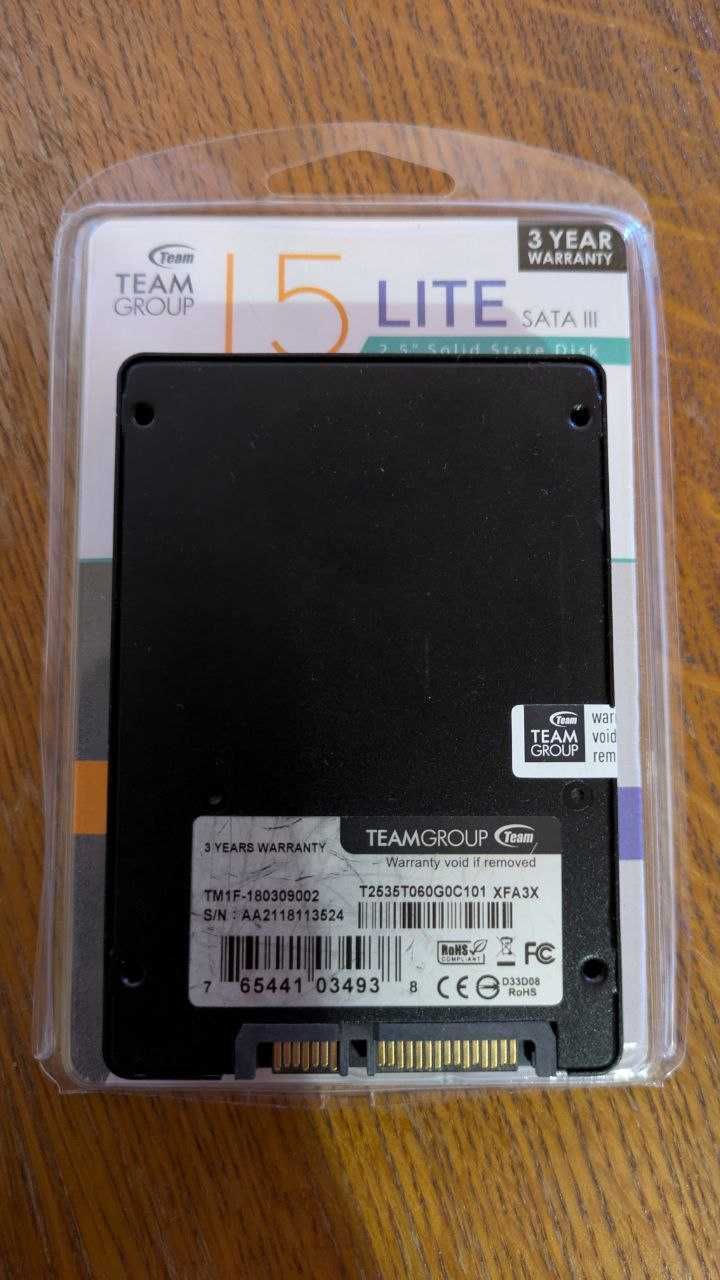 Team
TEAM
GROUP
L5 LITE SATA III
3 YEAR
WARRANTY
2.5" Solid State Disk
Team
TEAM
GROUP
void
3 YEARS WARRANTY
TEAMGROUP Team
Warranty void if removed
TM1F-180309002
T2535T060G0C101 XFA3X
S/N : AA2118113524
RoHS
COMPLIANT
FC
7 65441 03493 8
CE
D33D08
RoHS